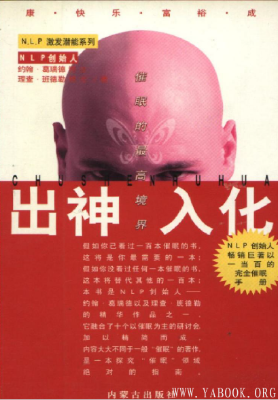 康·快·乐·富·裕·成
NLP 激发潜能系列
NLP创始人
约翰·葛瑞德
理查·班德勒
催眠的最高境界
CHUSHENRUHUA
出神入化
NLP创始人
畅销巨著以
一当百的
完全催眠
手册
假如你已看过一百本催眠的书,
这将是你最需要的一本;
假如你没看过任何一本催眠的书,
这本将替代其他的一百本;
本书是NLP创始人——
约翰·葛瑞德以及理查·班德勒
的精华作品之一,
它融合了十个以催眠为主的研讨会,
加以精简而成,
内容大大不同于一般“催眠”的著作,
是一本探究“催眠”领域
绝对的指南。
内蒙古出版社
WWW.YABOOK.ORG